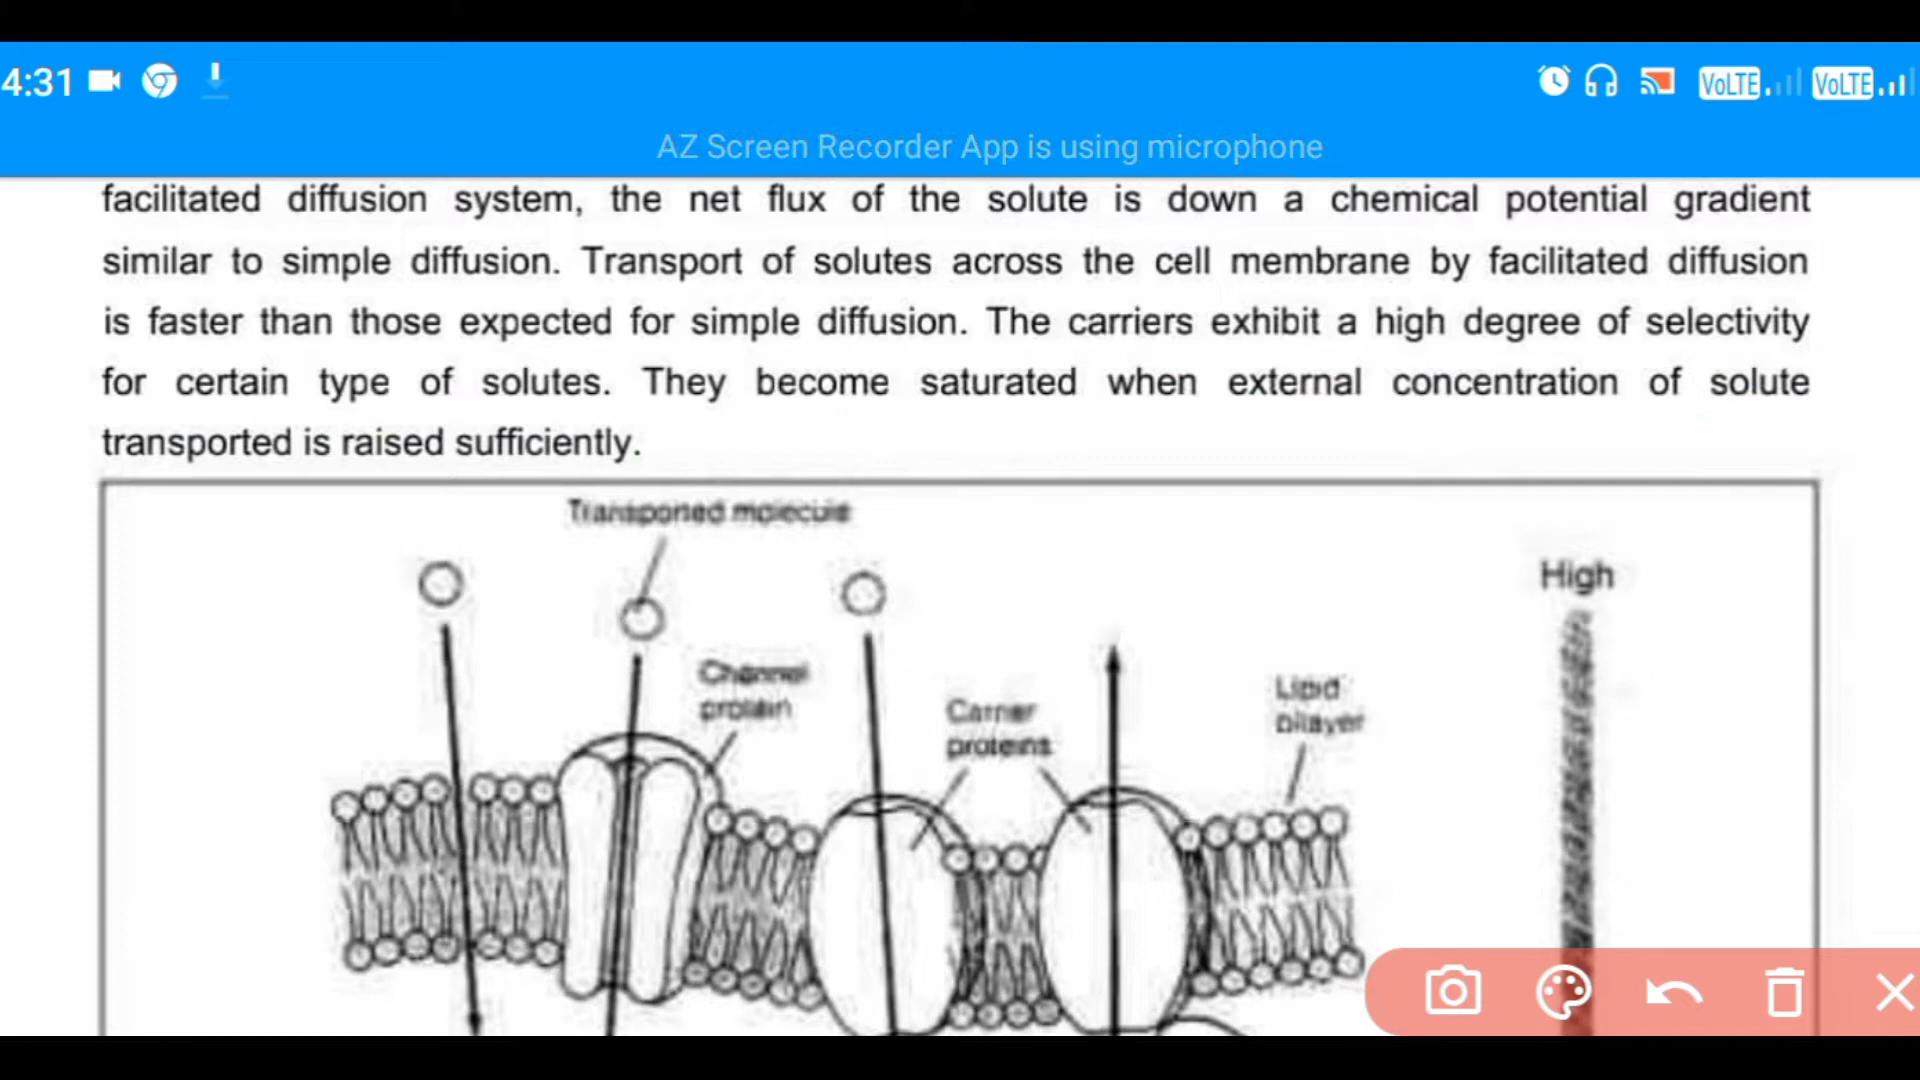 4:31 VoLTE VoLTE
AZ Screen Recorder App is using microphone
facilitated diffusion system, the net flux of the solute is down a chemical potential gradient
similar to simple diffusion. Transport of solutes across the cell membrane by facilitated diffusion
is faster than those expected for simple diffusion. The carriers exhibit a high degree of selectivity
for certain type of solutes. They become saturated when external concentration of solute
transported is raised sufficiently.
Transported molecule
High
Channel
protein
Carrier
proteins
Lipid
bilayer